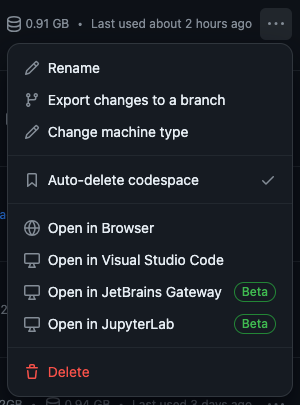 0.91 GB • Last used about 2 hours ago ...
Rename
Export changes to a branch
Change machine type
Auto-delete codespace
Open in Browser
Open in Visual Studio Code
Open in JetBrains Gateway Beta
Open in JupyterLab Beta
Delete
2GB 0.94 GB • Last used 3 days ago